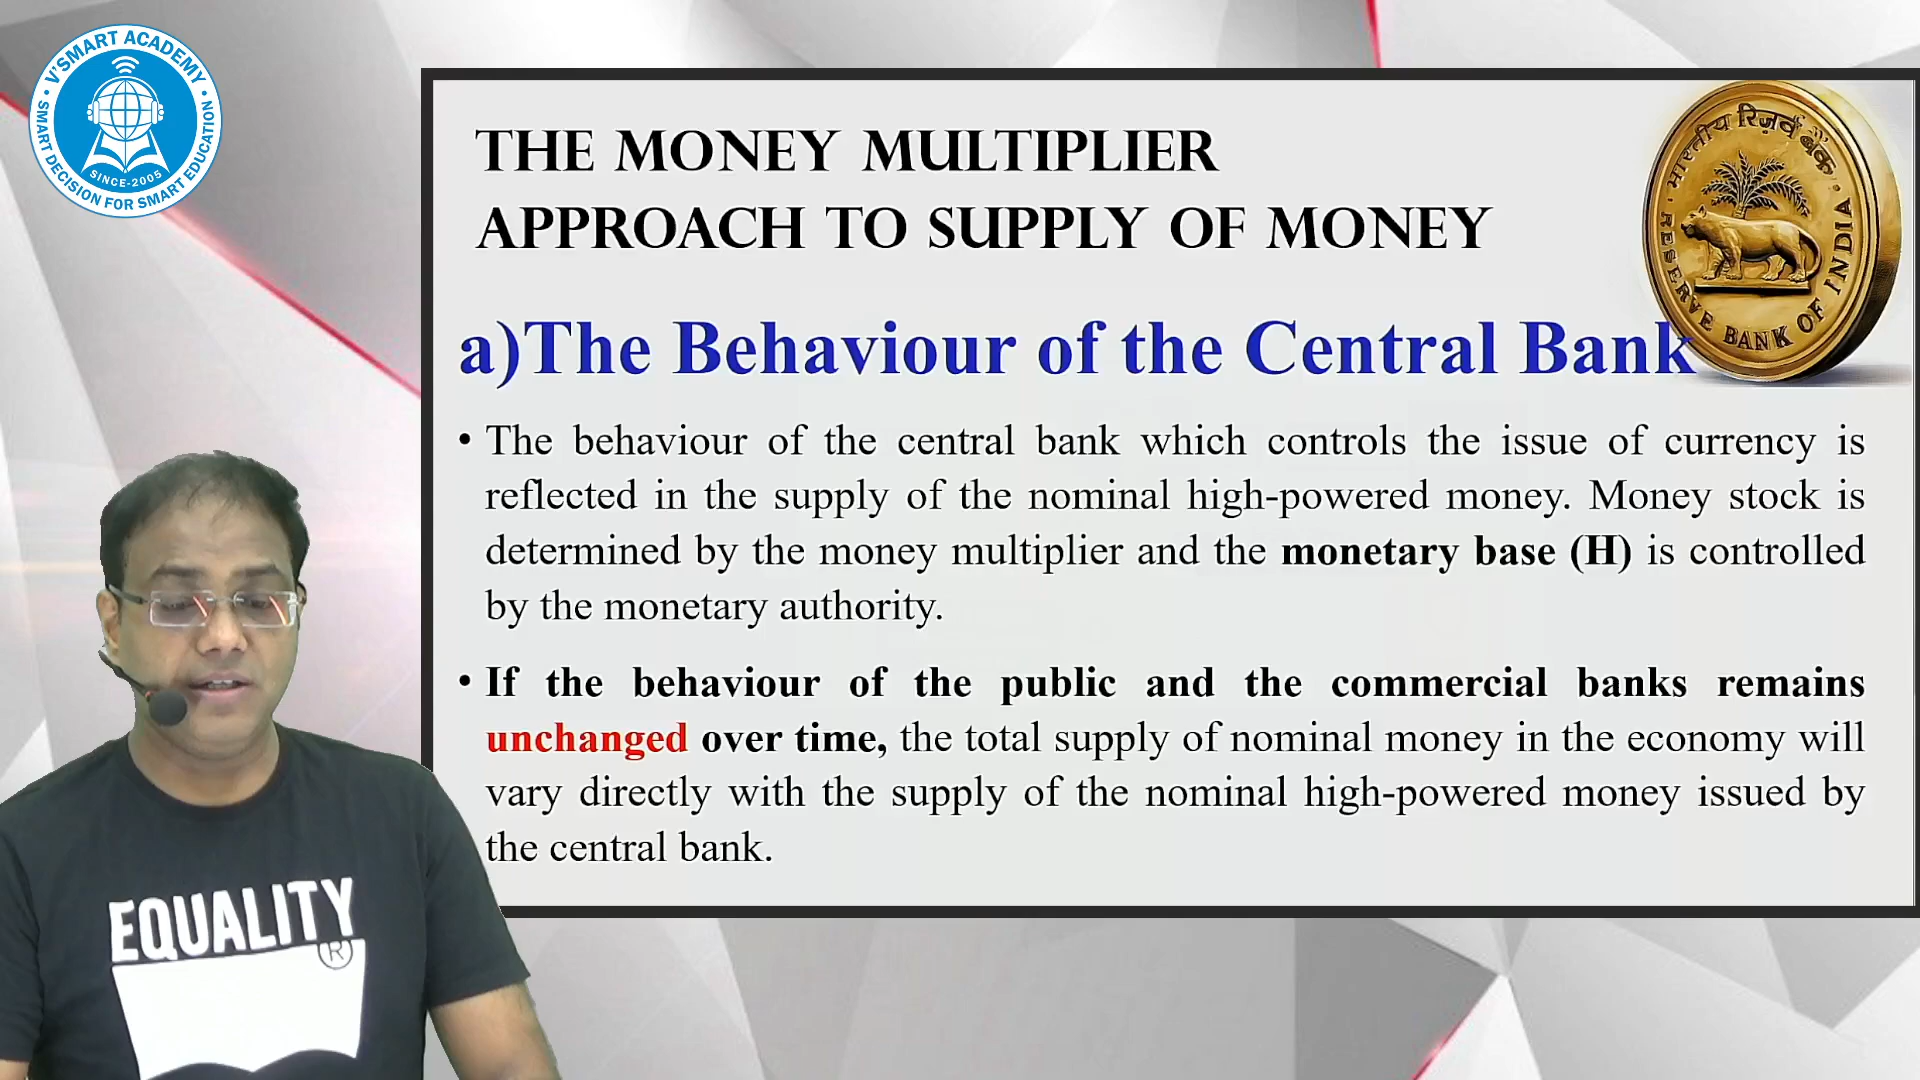 V'SMART ACADEMY
SMART DECISION FOR SMART EDUCATION
SINCE-2005
THE MONEY MULTIPLIER
APPROACH TO SUPPLY OF MONEY
भारतीय रिज़र्व बैंक
RESERVE BANK OF INDIA
a)The Behaviour of the Central Bank
• The behaviour of the central bank which controls the issue of currency is
reflected in the supply of the nominal high-powered money. Money stock is
determined by the money multiplier and the monetary base (H) is controlled
by the monetary authority.
• If the behaviour of the public and the commercial banks remains
unchanged over time, the total supply of nominal money in the economy will
vary directly with the supply of the nominal high-powered money issued by
the central bank.
EQUALITY
®